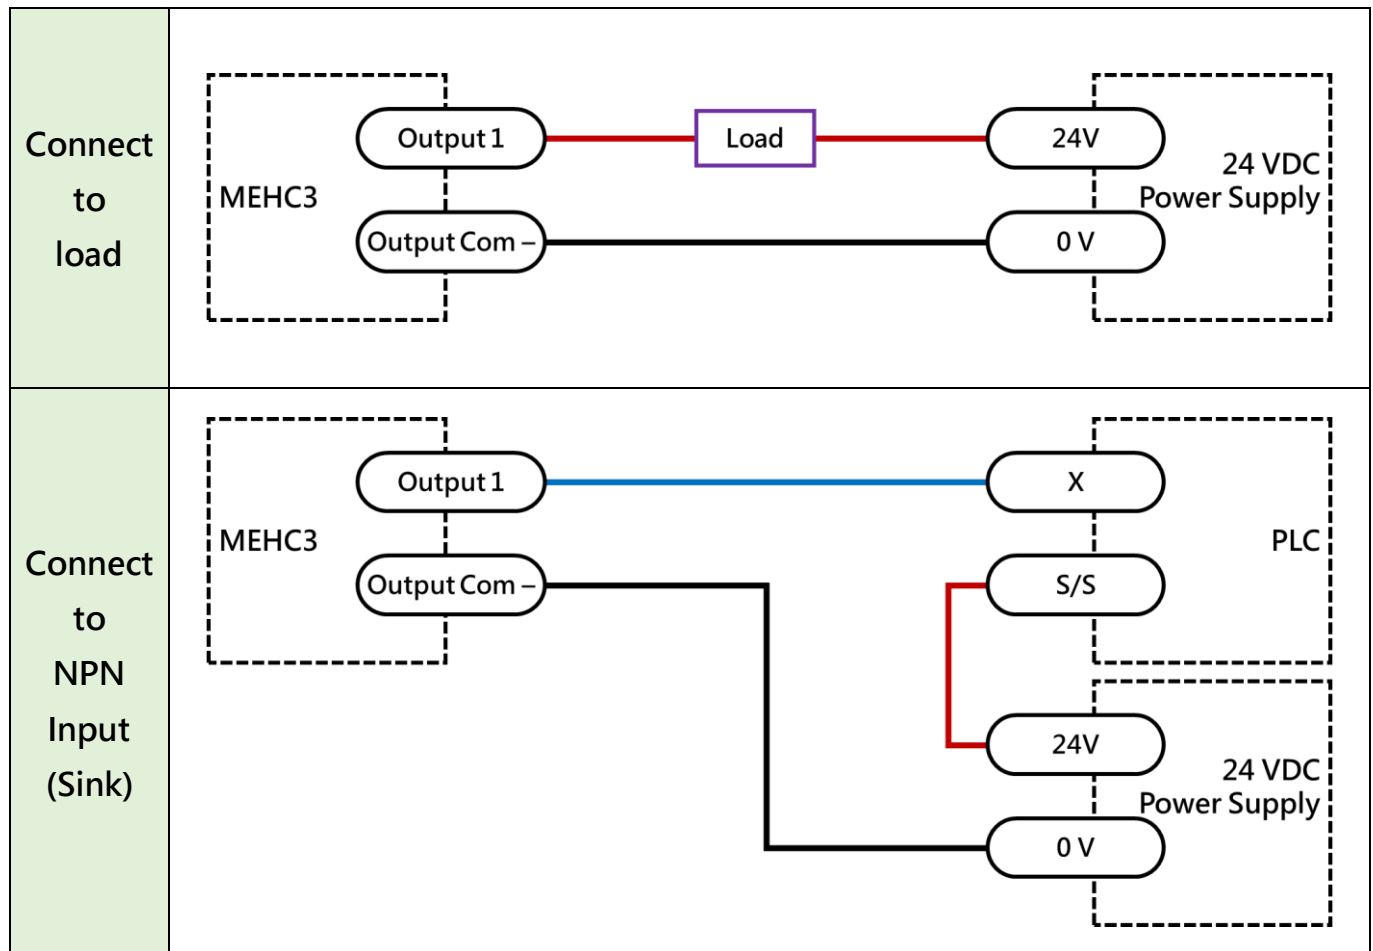 Connect
to
load
MEHC3
Output 1
Output Com –
Load
24V
0 V
24 VDC
Power Supply
Connect
to
NPN
Input
(Sink)
MEHC3
Output 1
Output Com –
X
S/S
PLC
24V
0 V
24 VDC
Power Supply